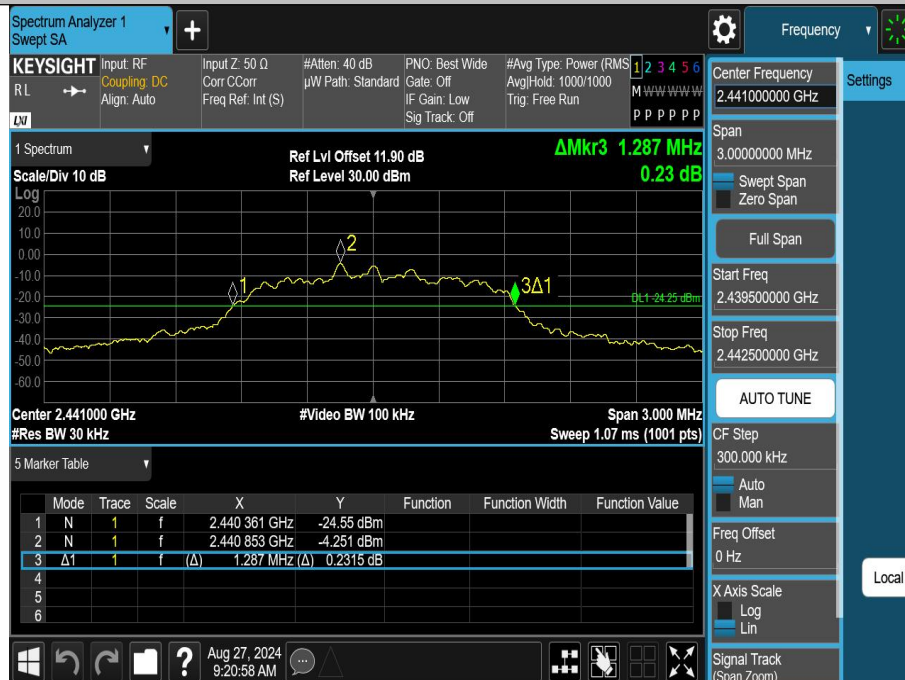 Spectrum Analyzer 1
Swept SA
+
Frequency
KEYSIGHT
RL
LXI
Input: RF
Coupling: DC
Align: Auto
Input Z: 50 Ω
Corr CCorr
Freq Ref: Int (S)
#Atten: 40 dB
µW Path: Standard
PNO: Best Wide
Gate: Off
IF Gain: Low
Sig Track: Off
#Avg Type: Power (RMS
Avg|Hold: 1000/1000
Trig: Free Run
1 2 3 4 5 6
M W W W W W
P P P P P P
1 Spectrum
Scale/Div 10 dB
Ref Lvl Offset 11.90 dB
Ref Level 30.00 dBm
ΔMkr3 1.287 MHz
0.23 dB
Log
20.0
10.0
0.00
-10.0
-20.0
-30.0
-40.0
-50.0
-60.0
1
2
3Δ1
DL1 -24.25 dBm
Center 2.441000 GHz
#Res BW 30 kHz
#Video BW 100 kHz
Span 3.000 MHz
Sweep 1.07 ms (1001 pts)
5 Marker Table
Mode Trace Scale X Y Function Function Width Function Value
1 N 1 f 2.440 361 GHz -24.55 dBm
2 N 1 f 2.440 853 GHz -4.251 dBm
3 Δ1 1 f (Δ) 1.287 MHz (Δ) 0.2315 dB
4
5
6
?
Aug 27, 2024
9:20:58 AM
Center Frequency
2.441000000 GHz
Span
3.00000000 MHz
Swept Span
Zero Span
Full Span
Start Freq
2.439500000 GHz
Stop Freq
2.442500000 GHz
AUTO TUNE
CF Step
300.000 kHz
Auto
Man
Freq Offset
0 Hz
X Axis Scale
Log
Lin
Signal Track
(Span Zoom)
Settings
Local